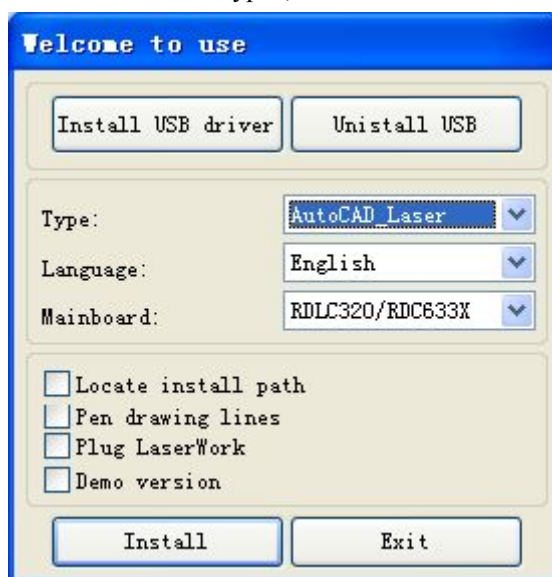 Welcome to use
Install USB driver Unistall USB
Type: AutoCAD_Laser
Language: English
Mainboard: RDLC320/RDC633X
Locate install path
Pen drawing lines
Plug LaserWork
Demo version
Install Exit